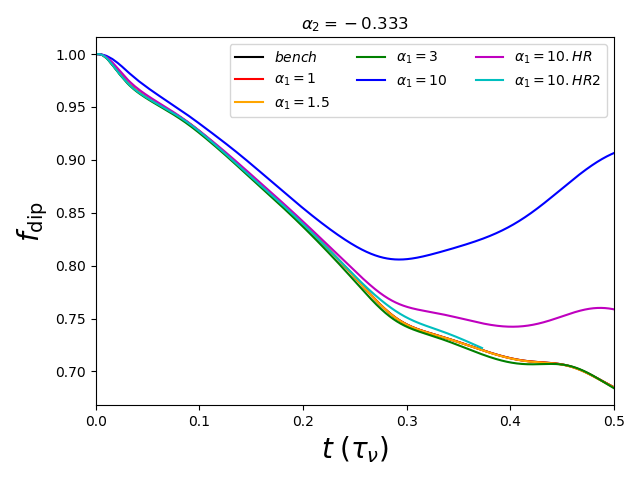 α₂ = −0.333
bench
α₁ = 1
α₁ = 1.5
α₁ = 3
α₁ = 10
α₁ = 10.HR
α₁ = 10.HR2
1.00
0.95
0.90
0.85
0.80
0.75
0.70
f_dip
0.0 0.1 0.2 0.3 0.4 0.5
t (τ_ν)